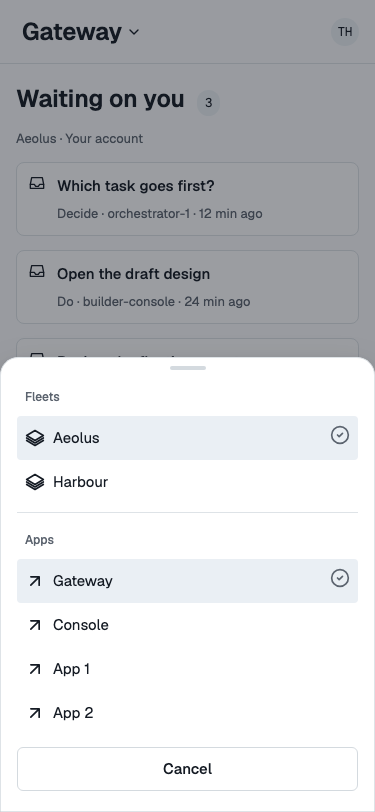 Gateway
TH
Waiting on you 3
Aeolus · Your account
Which task goes first?
Decide · orchestrator-1 · 12 min ago
Open the draft design
Do · builder-console · 24 min ago
Fleets
Aeolus
Harbour
Apps
Gateway
Console
App 1
App 2
Cancel